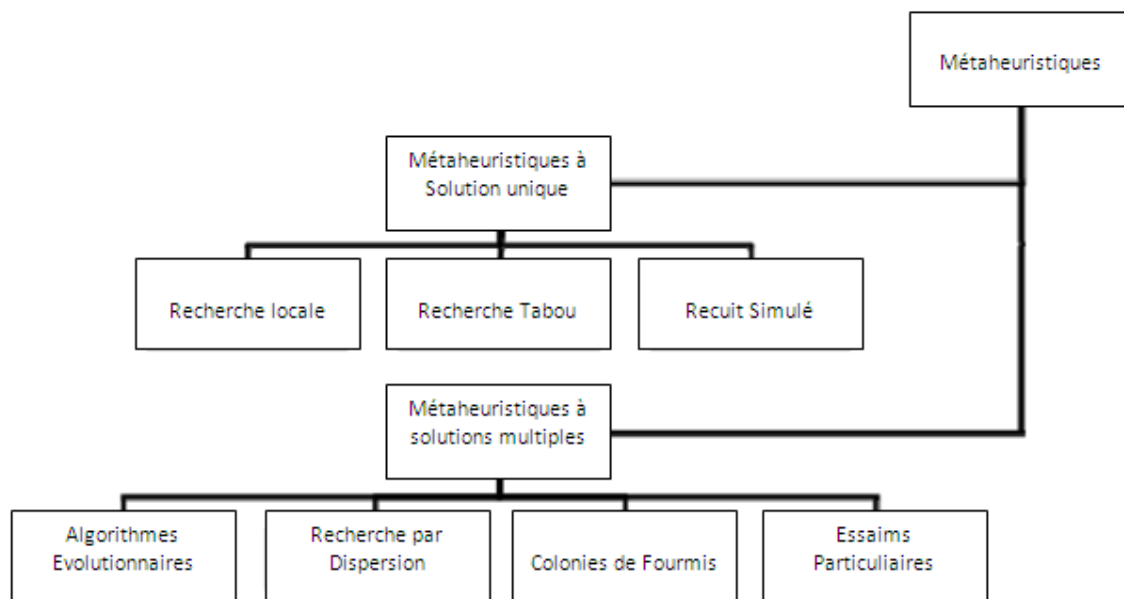 Métaheuristiques
Métaheuristiques à
Solution unique
Recherche locale
Recherche Tabou
Recuit Simulé
Métaheuristiques à
solutions multiples
Algorithmes
Evolutionnaires
Recherche par
Dispersion
Colonies de Fourmis
Essaims
Particuliaires